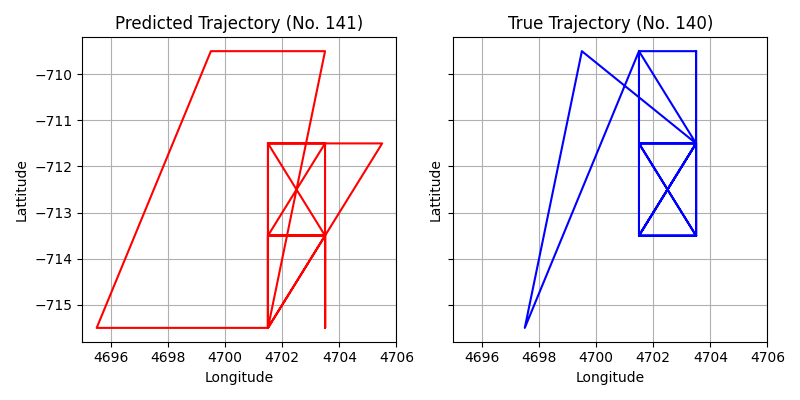 Predicted Trajectory (No. 141)
True Trajectory (No. 140)
−710
−711
−712
−713
−714
−715
Lattitude
Lattitude
4696 4698 4700 4702 4704 4706
4696 4698 4700 4702 4704 4706
Longitude
Longitude